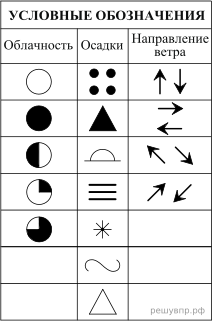 УСЛОВНЫЕ ОБОЗНАЧЕНИЯ
Облачность Осадки Направление
ветра
решувпр.рф